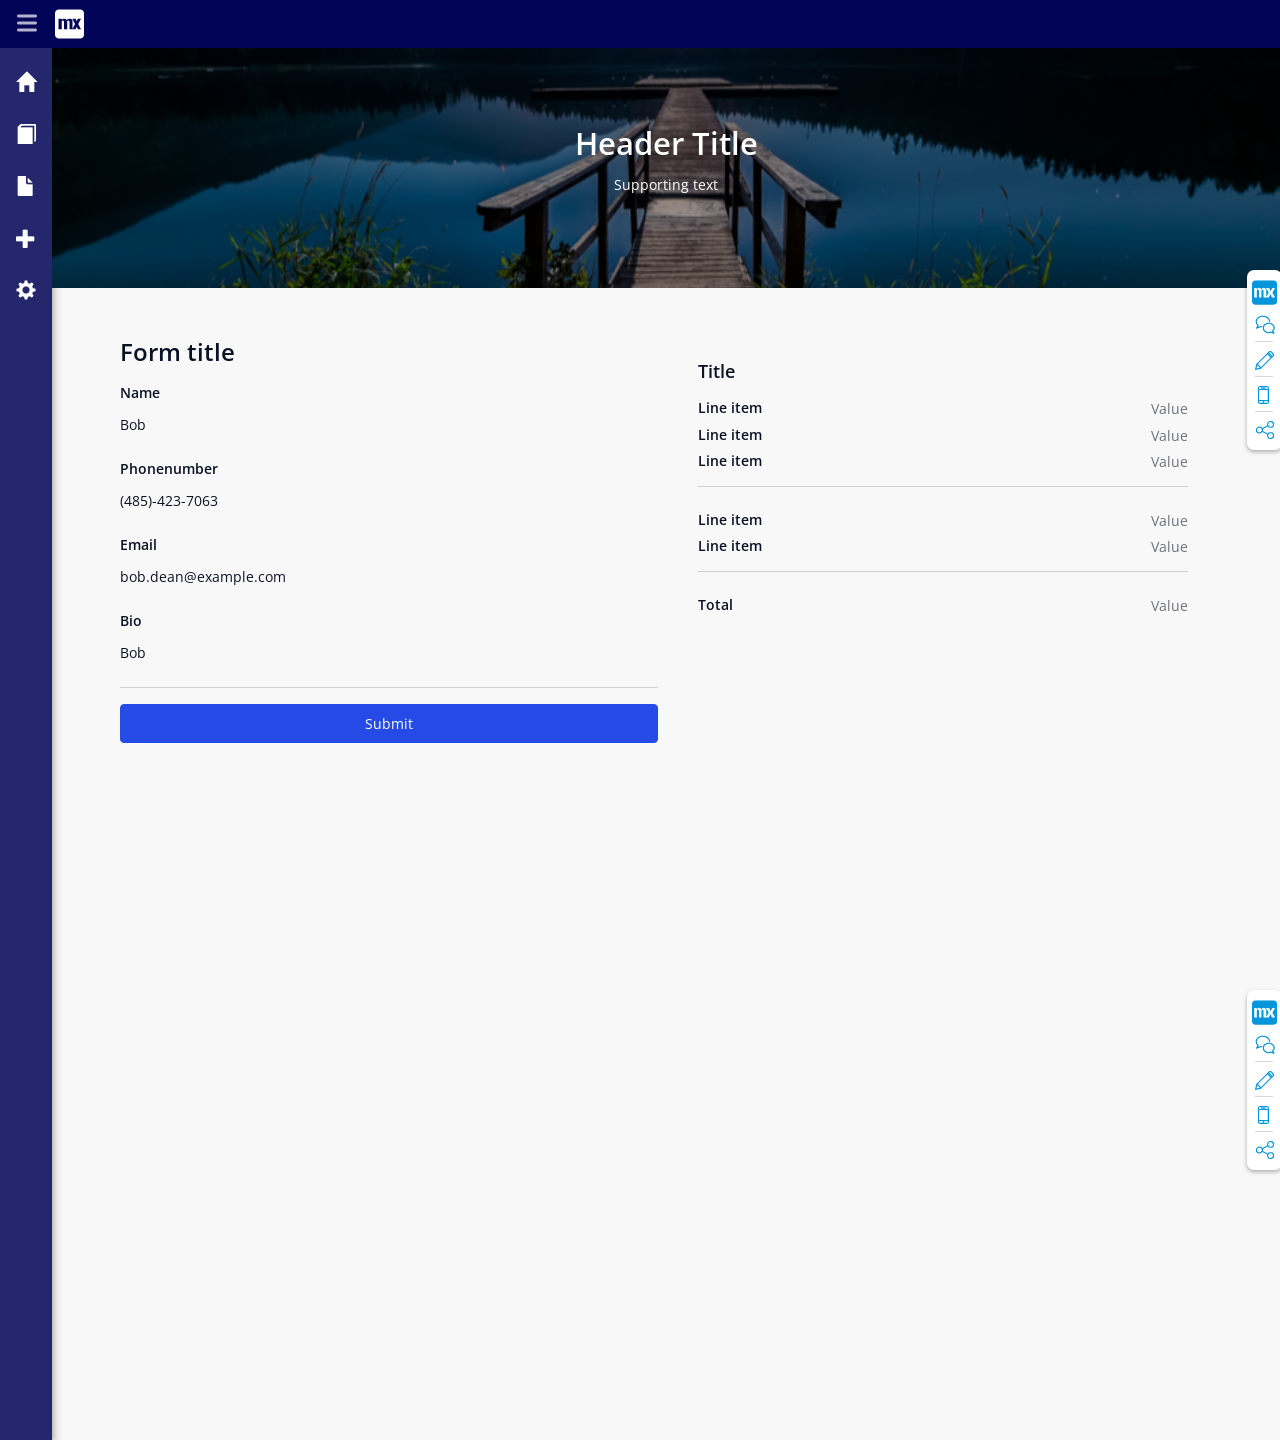 mx
Header Title
Supporting text
mx
Form title
Name
Bob
Phonenumber
(485)-423-7063
Email
bob.dean@example.com
Bio
Bob
Submit
Title
Line item Value
Line item Value
Line item Value
Line item Value
Line item Value
Total Value
mx